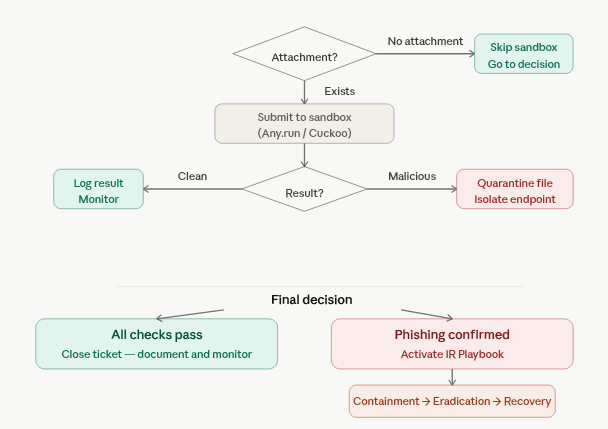 No attachment
Attachment?
Skip sandbox
Go to decision
Exists
Submit to sandbox
(Any.run / Cuckoo)
Clean
Malicious
Log result
Monitor
Result?
Quarantine file
Isolate endpoint
Final decision
All checks pass
Close ticket — document and monitor
Phishing confirmed
Activate IR Playbook
Containment → Eradication → Recovery